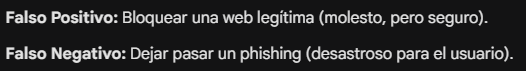 Falso Positivo: Bloquear una web legítima (molesto, pero seguro).
Falso Negativo: Dejar pasar un phishing (desastroso para el usuario).